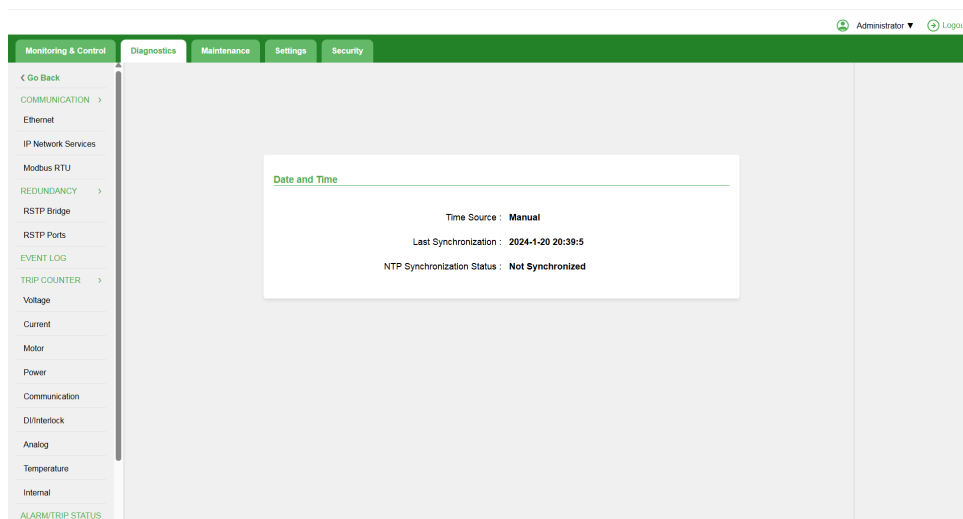 Administrator ▼ Logou
Monitoring & Control Diagnostics Maintenance Settings Security
Go Back
COMMUNICATION
Ethernet
IP Network Services
Modbus RTU
REDUNDANCY
RSTP Bridge
RSTP Ports
EVENT LOG
TRIP COUNTER
Voltage
Current
Motor
Power
Communication
DI/Interlock
Analog
Temperature
Internal
ALARM/TRIP STATUS
Date and Time
Time Source : Manual
Last Synchronization : 2024-1-20 20:39:5
NTP Synchronization Status : Not Synchronized